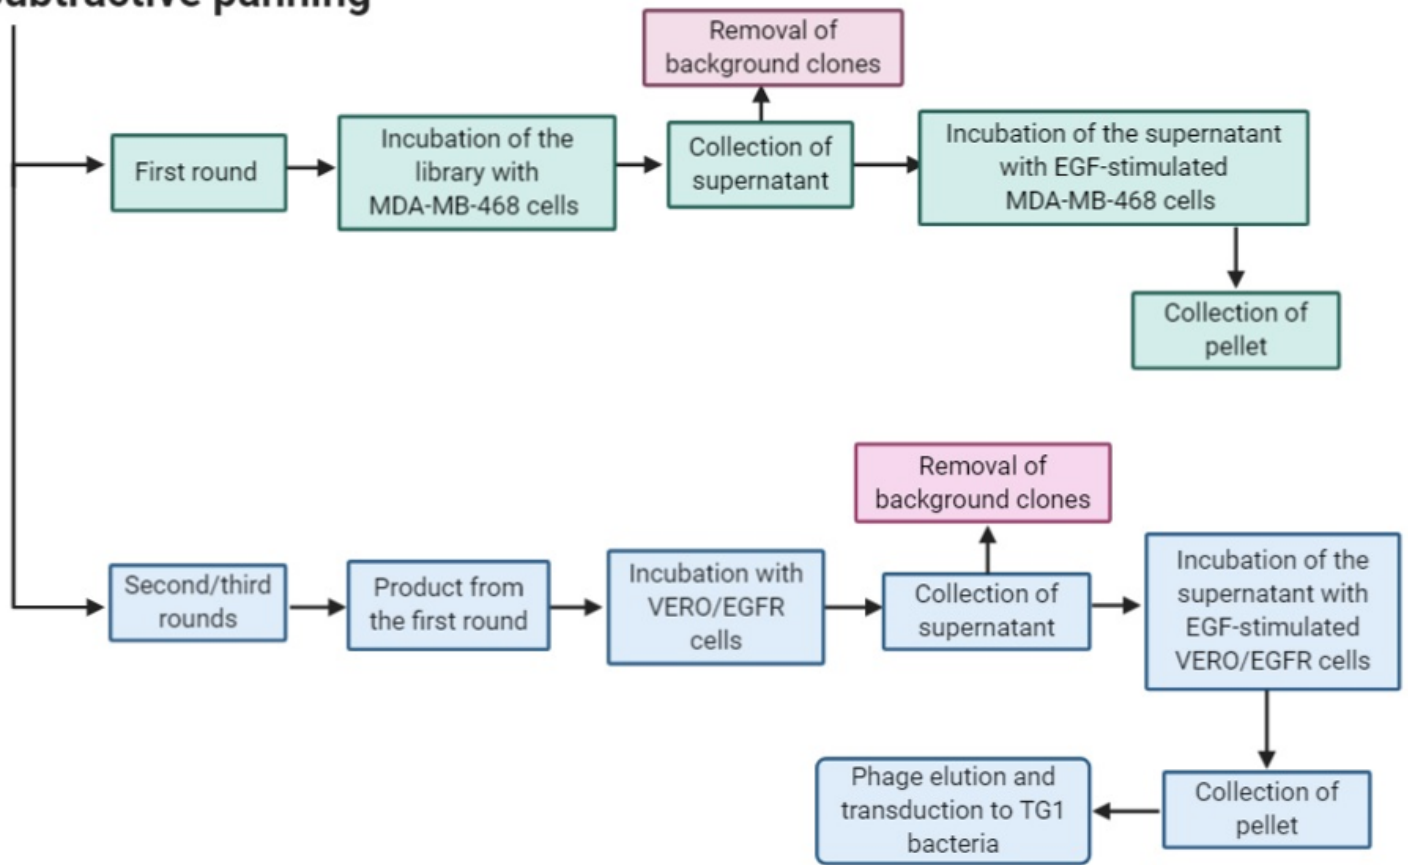 ubtractive panning
Removal of
background clones
First round
Incubation of the
library with
MDA-MB-468 cells
Collection of
supernatant
Incubation of the supernatant
with EGF-stimulated
MDA-MB-468 cells
Collection of
pellet
Removal of
background clones
Second/third
rounds
Product from
the first round
Incubation with
VERO/EGFR
cells
Collection of
supernatant
Incubation of the
supernatant with
EGF-stimulated
VERO/EGFR cells
Phage elution and
transduction to TG1
bacteria
Collection of
pellet